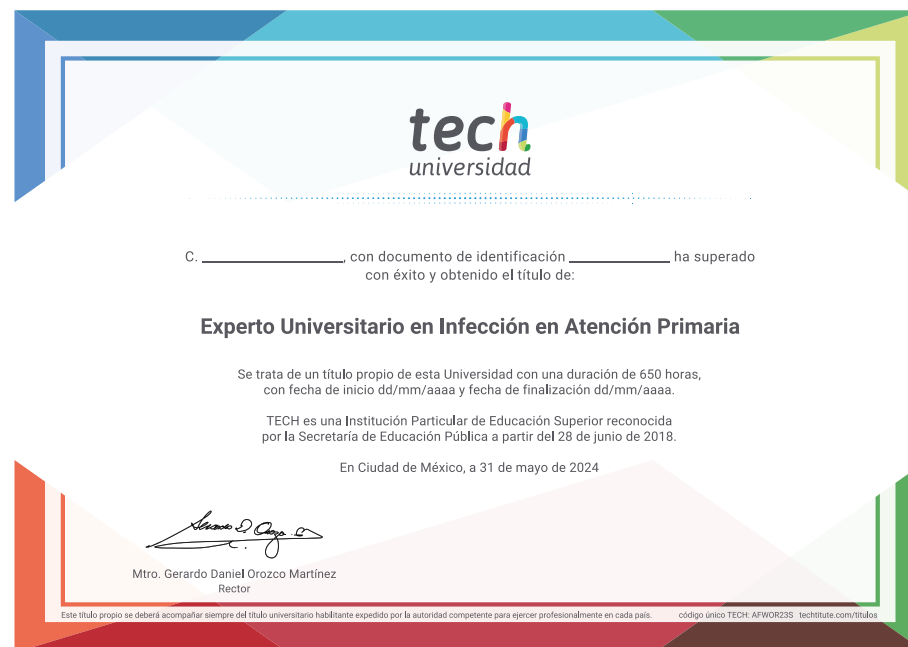 tech
universidad
C. ____________, con documento de identificación ____________ ha superado
con éxito y obtenido el título de:
Experto Universitario en Infección en Atención Primaria
Se trata de un título propio de esta Universidad con una duración de 650 horas,
con fecha de inicio dd/mm/aaaa y fecha de finalización dd/mm/aaaa.
TECH es una Institución Particular de Educación Superior reconocida
por la Secretaría de Educación Pública a partir del 28 de junio de 2018.
En Ciudad de México, a 31 de mayo de 2024
Mtro. Gerardo Daniel Orozco Martínez
Rector
Este título propio se deberá acompañar siempre del título universitario habilitante expedido por la autoridad competente para ejercer profesionalmente en cada país. código único TECH: AFWOR23S techtitute.com/titulos